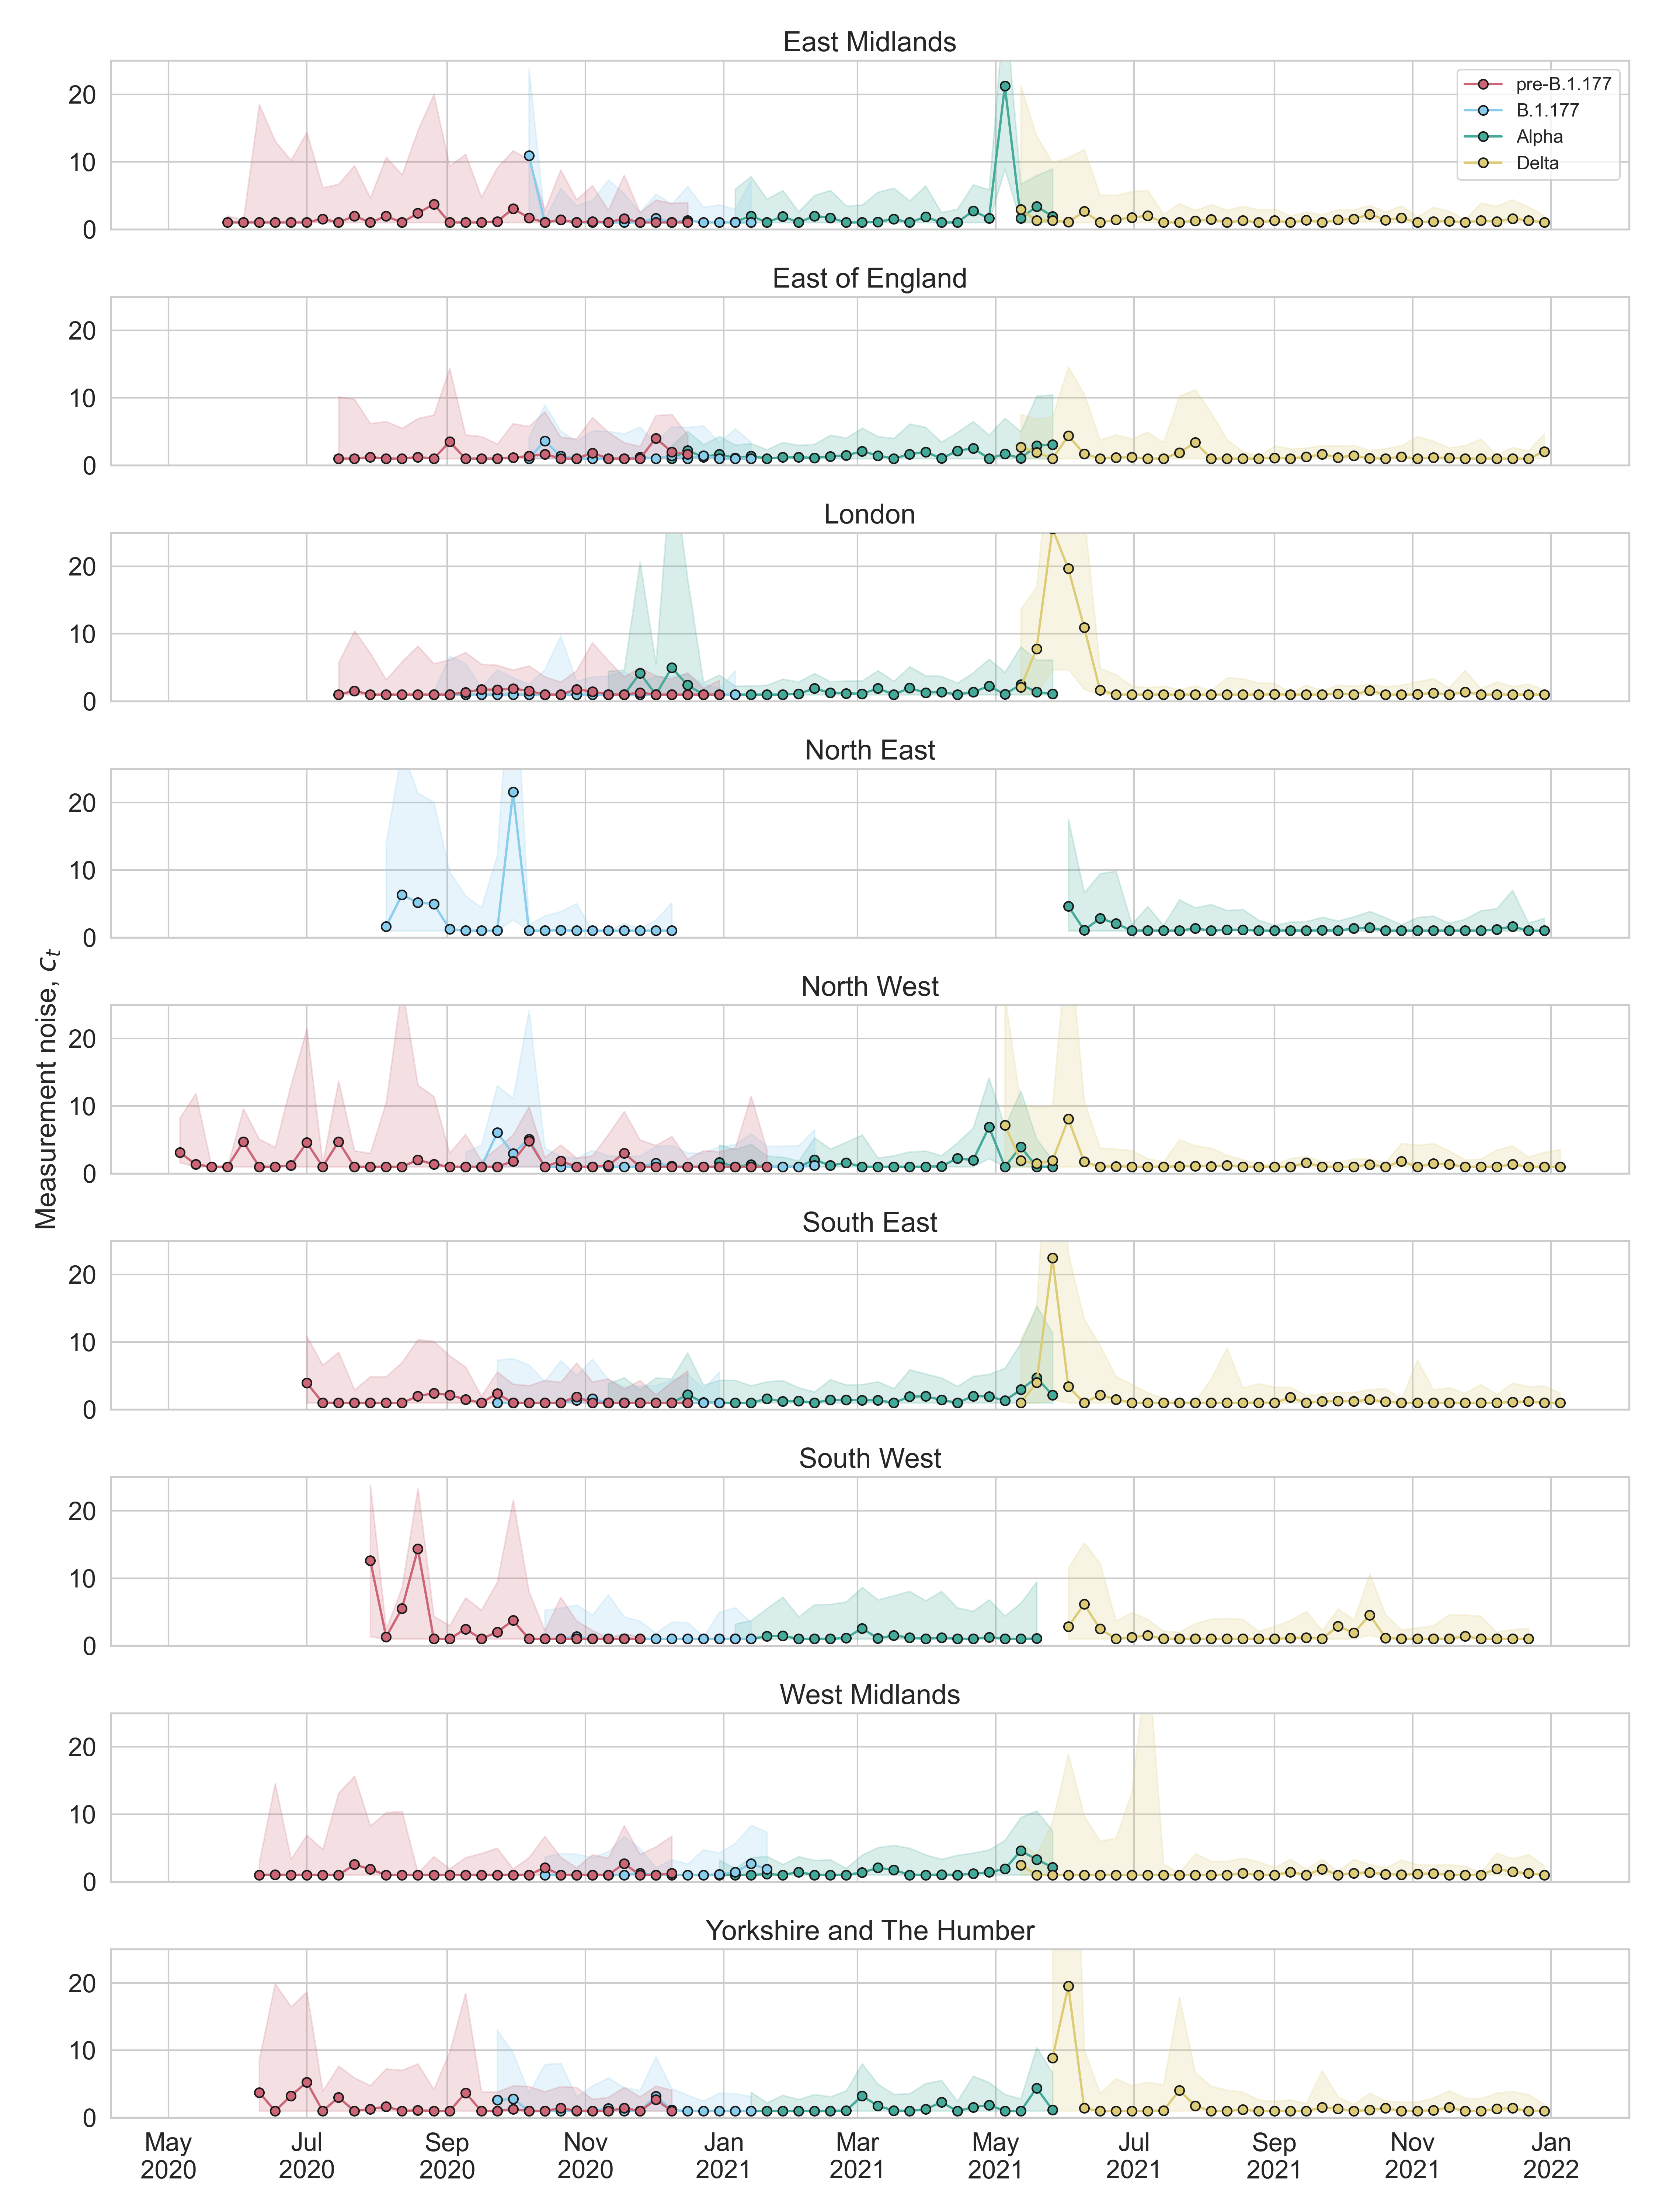 East Midlands
20
10
0
pre-B.1.177
B.1.177
Alpha
Delta
East of England
20
10
0
London
20
10
0
North East
20
10
0
Measurement noise, c_t
North West
20
10
0
South East
20
10
0
South West
20
10
0
West Midlands
20
10
0
Yorkshire and The Humber
20
10
0
May Jul Sep Nov Jan Mar May Jul Sep Nov Jan
2020 2020 2020 2020 2021 2021 2021 2021 2021 2021 2022